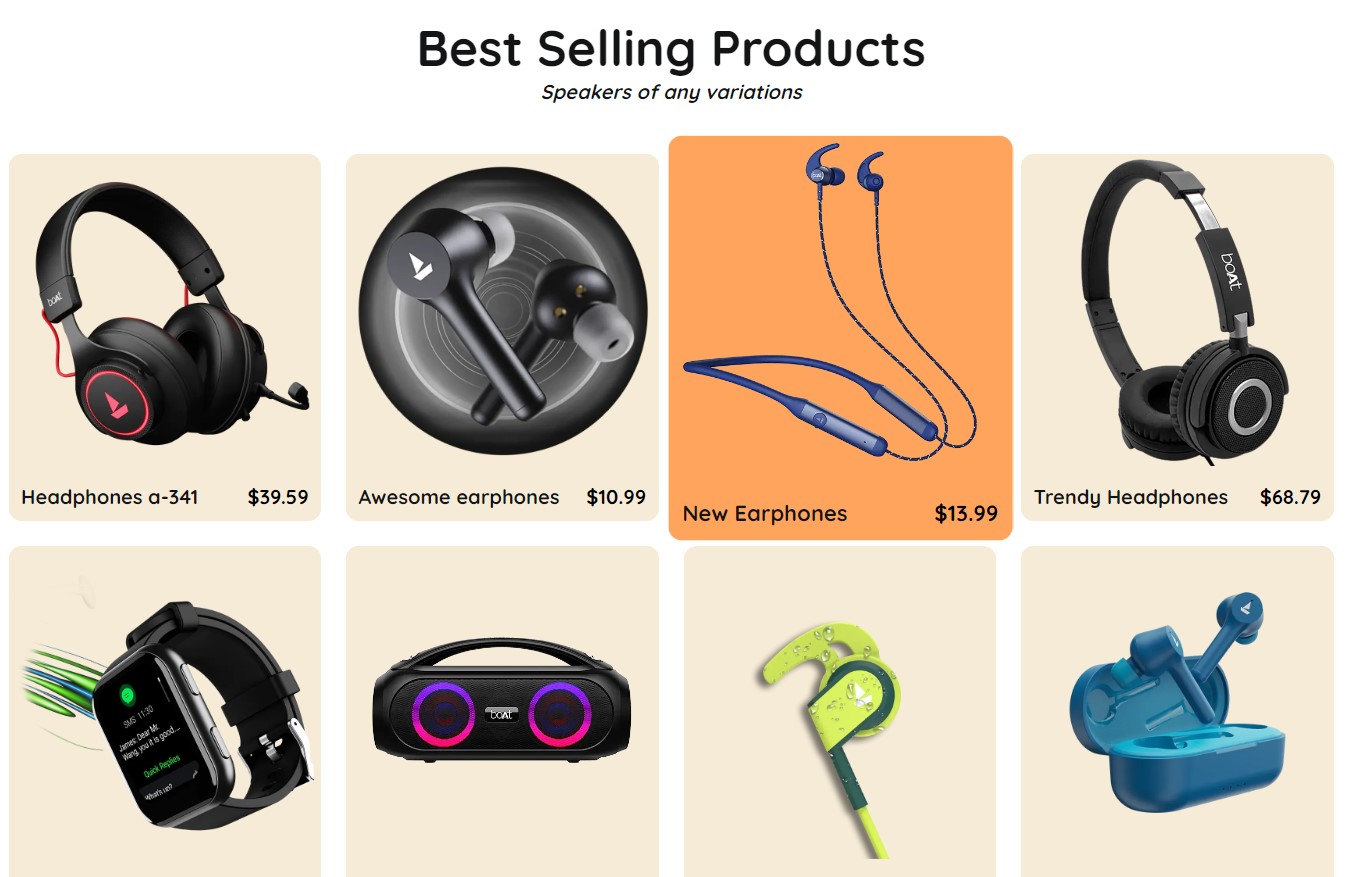 Best Selling Products
Speakers of any variations
boAt
boAt
boAt
Headphones a-341 $39.59
Awesome earphones $10.99
New Earphones $13.99
Trendy Headphones $68.79
SMS 11:30
James: Dear Mr.
Wang, you it is good....
Quick Replies
What's up?
boAt